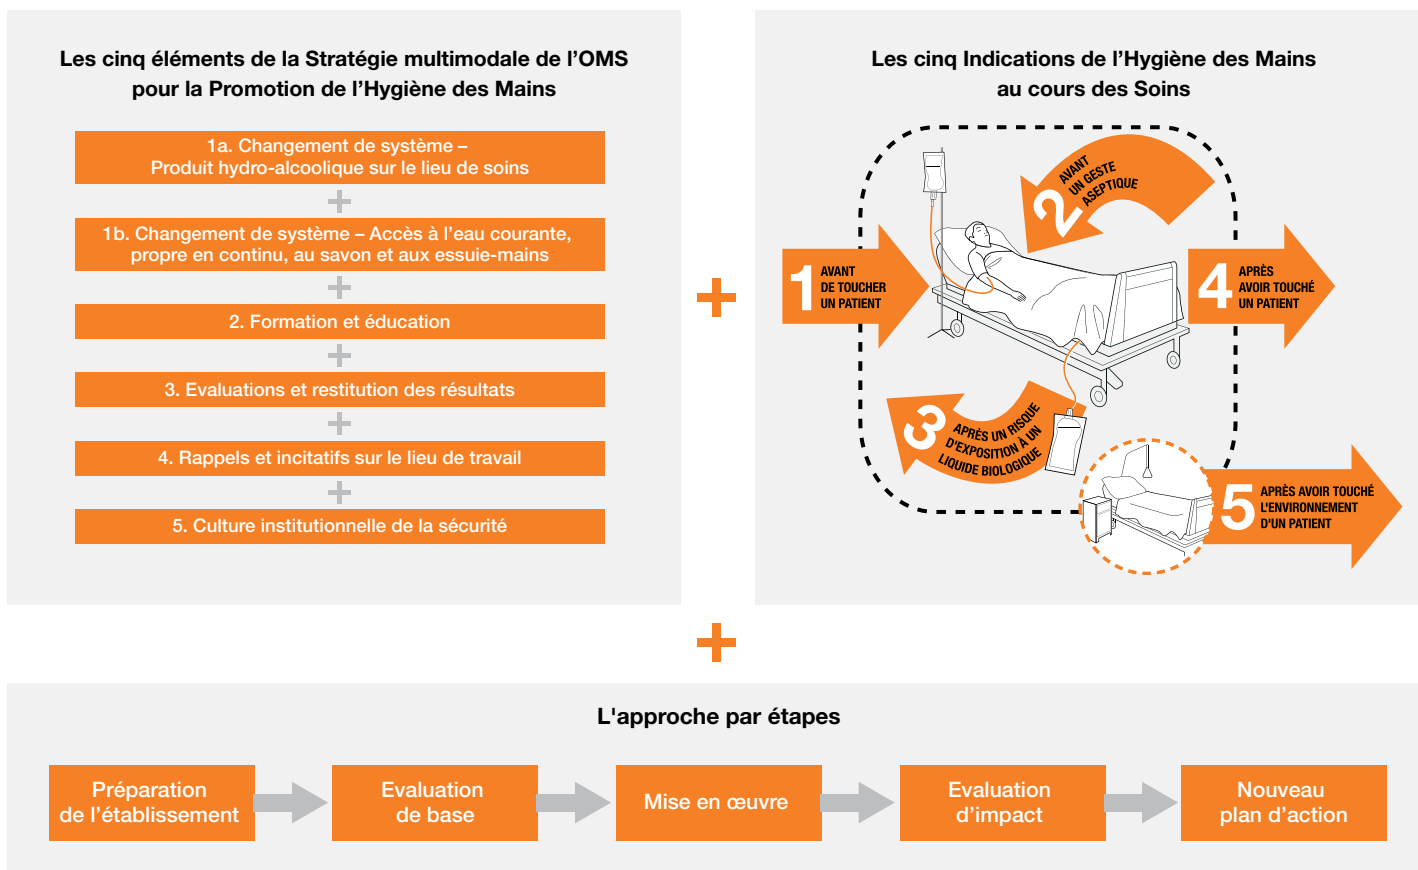 Les cinq éléments de la Stratégie multimodale de l'OMS
pour la Promotion de l'Hygiène des Mains
1a. Changement de système –
Produit hydro-alcoolique sur le lieu de soins
+
1b. Changement de système – Accès à l'eau courante,
propre en continu, au savon et aux essuie-mains
+
2. Formation et éducation
+
3. Evaluations et restitution des résultats
+
4. Rappels et incitatifs sur le lieu de travail
+
5. Culture institutionnelle de la sécurité
+
Les cinq Indications de l'Hygiène des Mains
au cours des Soins
1
AVANT
DE TOUCHER
UN PATIENT
2
AVANT
UN GESTE
ASEPTIQUE
3
APRÈS UN RISQUE
D'EXPOSITION À UN
LIQUIDE BIOLOGIQUE
4
APRÈS
AVOIR TOUCHÉ
UN PATIENT
5
APRÈS AVOIR TOUCHÉ
L'ENVIRONNEMENT
D'UN PATIENT
+
L'approche par étapes
Préparation
de l'établissement
Evaluation
de base
Mise en œuvre
Evaluation
d'impact
Nouveau
plan d'action